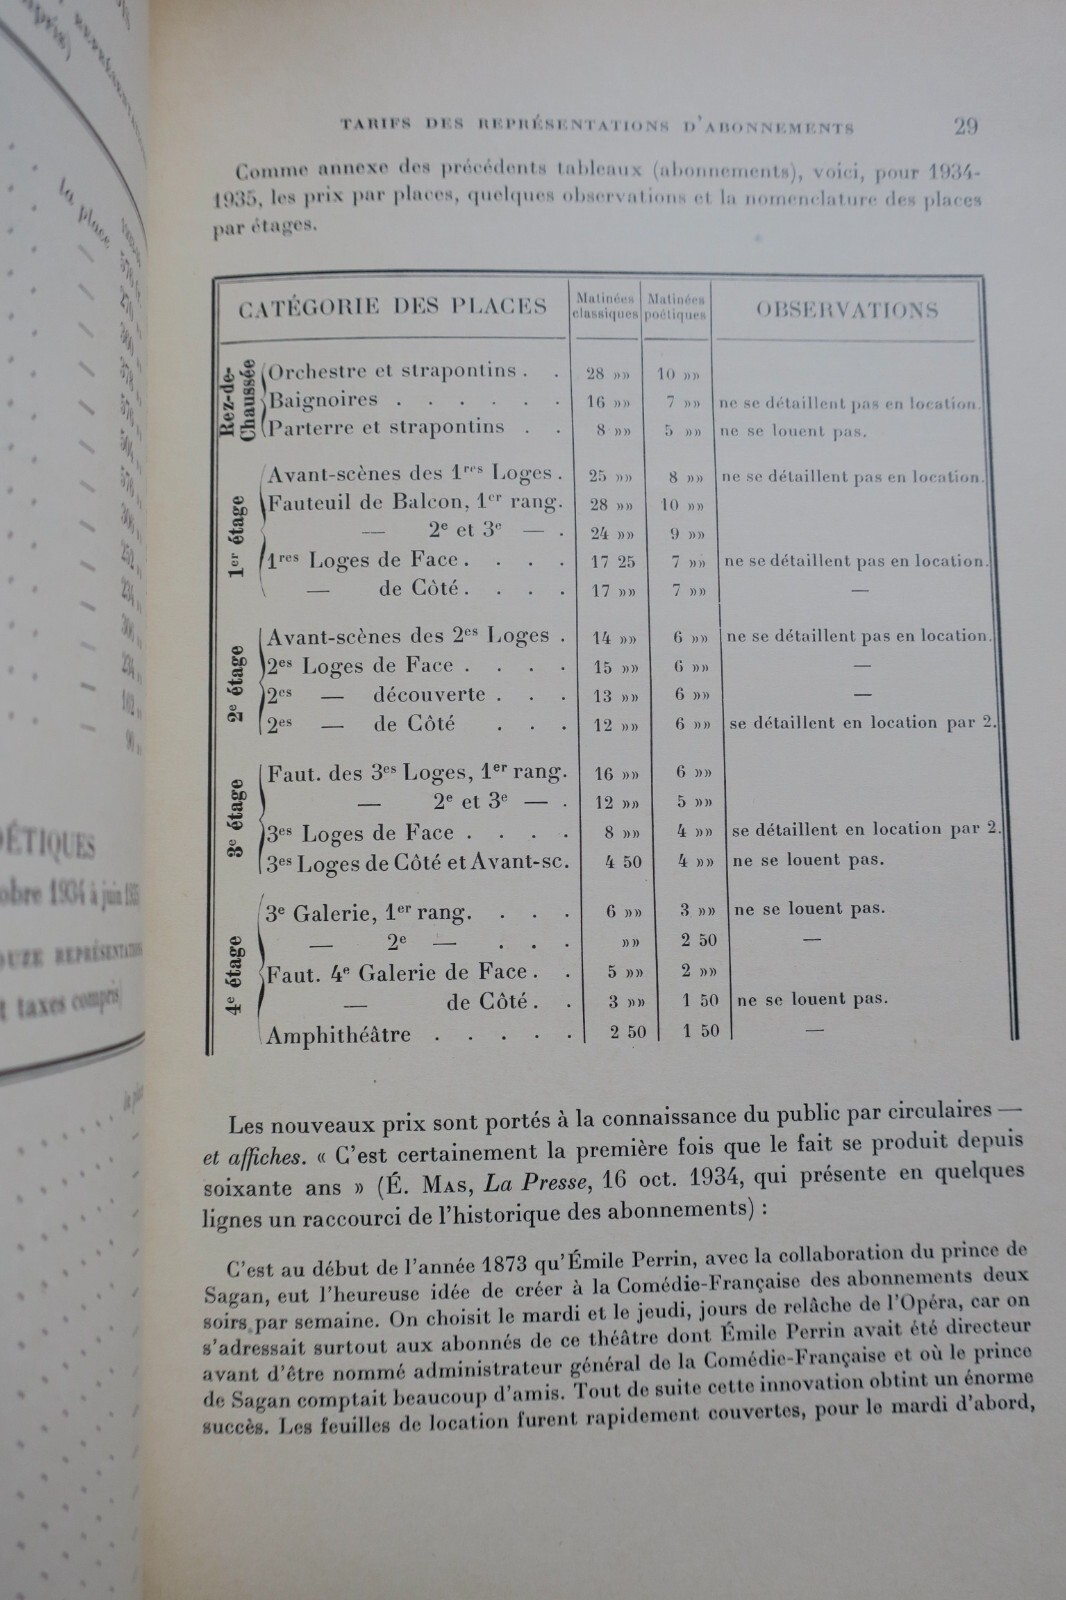 TARIFS DES REPRÉSENTATIONS D'ABONNEMENTS 29
Comme annexe des précédents tableaux (abonnements), voici, pour 1934-
1935, les prix par places, quelques observations et la nomenclature des places
par étages.
CATÉGORIE DES PLACES Matinées classiques Matinées poétiques OBSERVATIONS
Rez-de-Chaussée
Orchestre et strapontins . . 28 »» 10 »»
Baignoires . . . . . . 16 »» 7 »» ne se détaillent pas en location.
Parterre et strapontins . . 8 »» 5 »» ne se louent pas.
1er étage
Avant-scènes des 1res Loges . 25 »» 8 »» ne se détaillent pas en location.
Fauteuil de Balcon, 1er rang. 28 »» 10 »»
— 2e et 3e — . 24 »» 9 »»
1res Loges de Face . . . . 17 25 7 »» ne se détaillent pas en location.
— de Côté . . . . 17 »» 7 »» —
2e étage
Avant-scènes des 2es Loges . 14 »» 6 »» ne se détaillent pas en location.
2es Loges de Face . . . . 15 »» 6 »» —
2es — découverte . . . 13 »» 6 »» —
2es — de Côté . . . 12 »» 6 »» se détaillent en location par 2.
3e étage
Faut. des 3es Loges, 1er rang. 16 »» 6 »»
— 2e et 3e — . 12 »» 5 »»
3es Loges de Face . . . . 8 »» 4 »» se détaillent en location par 2.
3es Loges de Côté et Avant-sc. 4 50 4 »» ne se louent pas.
4e étage
3e Galerie, 1er rang. . . . 6 »» 3 »» ne se louent pas.
— 2e — . . . »» 2 50 —
Faut. 4e Galerie de Face . . 5 »» 2 »»
— de Côté . . 3 »» 1 50 ne se louent pas.
Amphithéâtre . . . . . 2 50 1 50 —
Les nouveaux prix sont portés à la connaissance du public par circulaires —
et affiches. « C'est certainement la première fois que le fait se produit depuis
soixante ans » (É. MAS, La Presse, 16 oct. 1934, qui présente en quelques
lignes un raccourci de l'historique des abonnements) :
C'est au début de l'année 1873 qu'Émile Perrin, avec la collaboration du prince de
Sagan, eut l'heureuse idée de créer à la Comédie-Française des abonnements deux
soirs par semaine. On choisit le mardi et le jeudi, jours de relâche de l'Opéra, car on
s'adressait surtout aux abonnés de ce théâtre dont Émile Perrin avait été directeur
avant d'être nommé administrateur général de la Comédie-Française et où le prince
de Sagan comptait beaucoup d'amis. Tout de suite cette innovation obtint un énorme
succès. Les feuilles de location furent rapidement couvertes, pour le mardi d'abord,